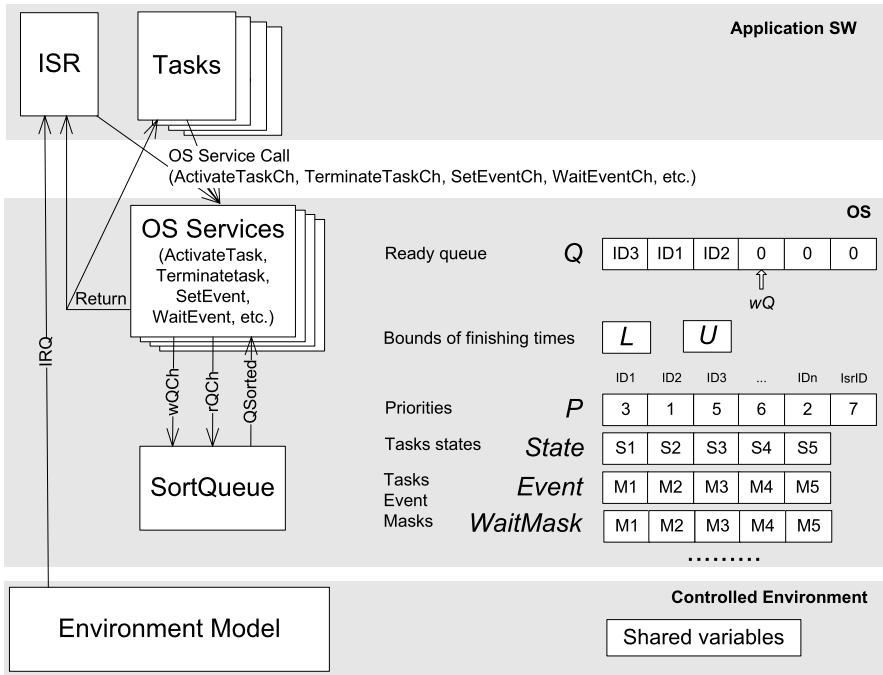 Application SW
ISR
Tasks
OS Service Call
(ActivateTaskCh, TerminateTaskCh, SetEventCh, WaitEventCh, etc.)
OS
OS Services
(ActivateTask,
Terminatetask,
SetEvent,
WaitEvent, etc.)
Return
IRQ
wQCh
rQCh
QSorted
SortQueue
Ready queue Q ID3 ID1 ID2 0 0 0
wQ
Bounds of finishing times L U
ID1 ID2 ID3 ... IDn IsrID
Priorities P 3 1 5 6 2 7
Tasks states State S1 S2 S3 S4 S5
Tasks
Event
Masks
Event M1 M2 M3 M4 M5
WaitMask M1 M2 M3 M4 M5
.........
Controlled Environment
Environment Model
Shared variables